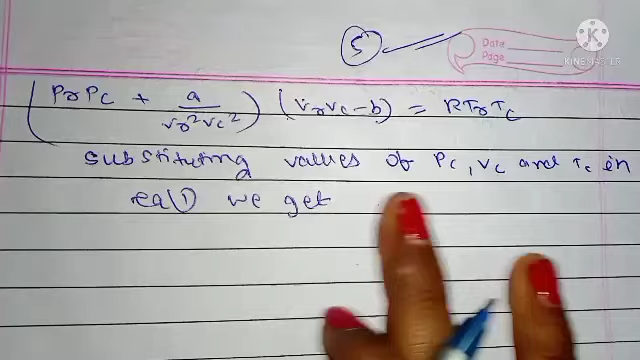 5
Date
Page
KINEMASTER
(PrPc + a/Vr²Vc²) (VrVc-b) = RTrTc
substituting values of Pc, Vc and Tc in
eq(1) we get